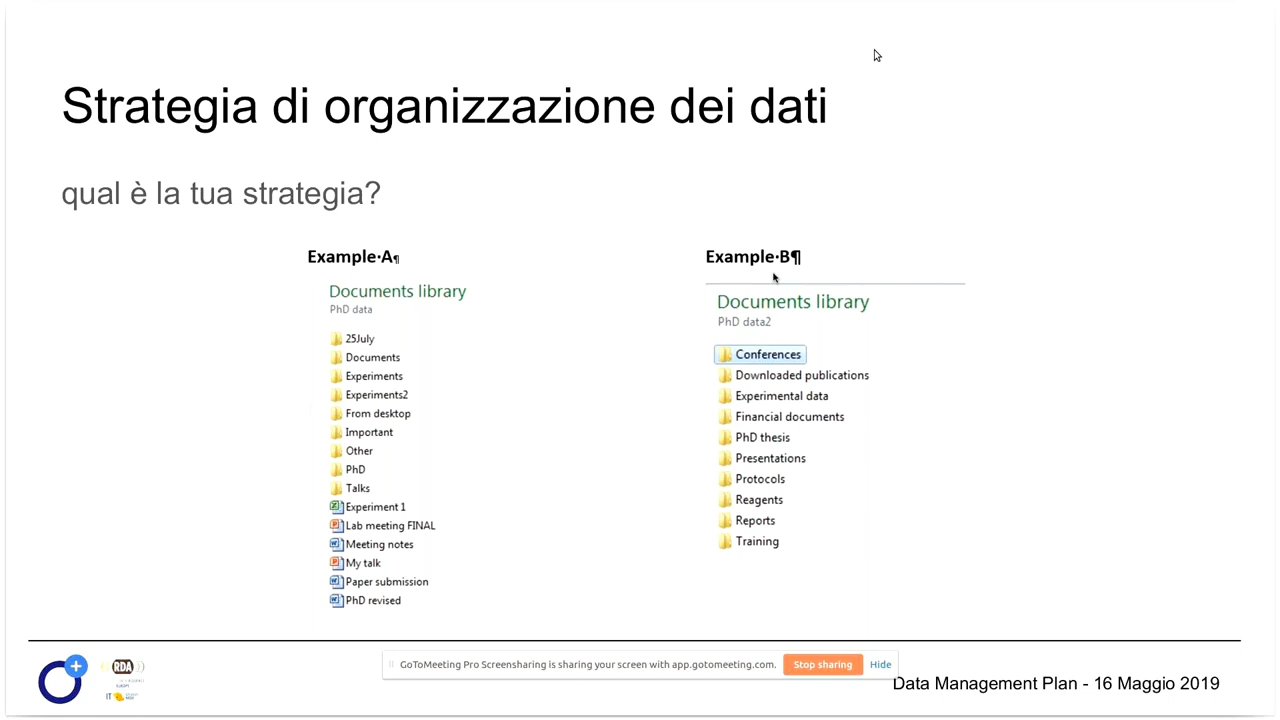 Strategia di organizzazione dei dati
qual è la tua strategia?
Example·A¶
Documents library
PhD data
25July
Documents
Experiments
Experiments2
From desktop
Important
Other
PhD
Talks
Experiment 1
Lab meeting FINAL
Meeting notes
My talk
Paper submission
PhD revised
Example·B¶
Documents library
PhD data2
Conferences
Downloaded publications
Experimental data
Financial documents
PhD thesis
Presentations
Protocols
Reagents
Reports
Training
RDA
IT
GoToMeeting Pro Screensharing is sharing your screen with app.gotomeeting.com. Stop sharing Hide
Data Management Plan - 16 Maggio 2019